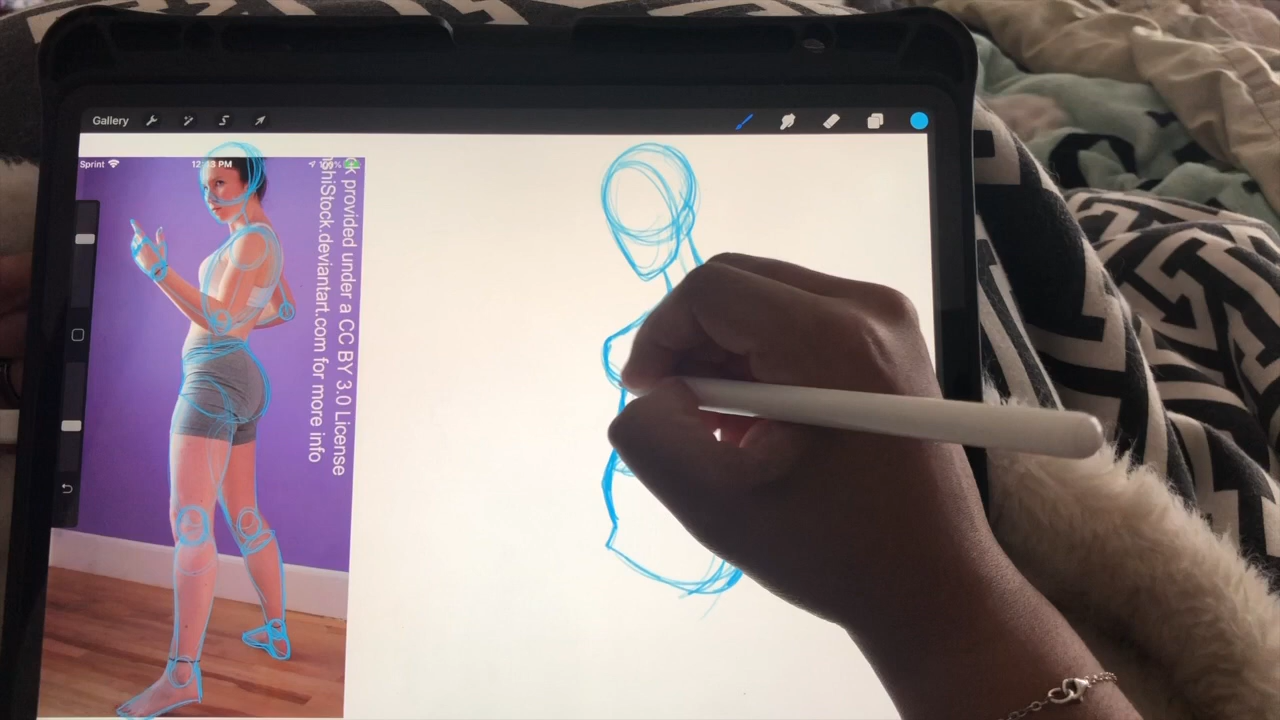 Gallery
Sprint
k provided under a CC BY 3.0 License
shiStock.deviantart.com for more info